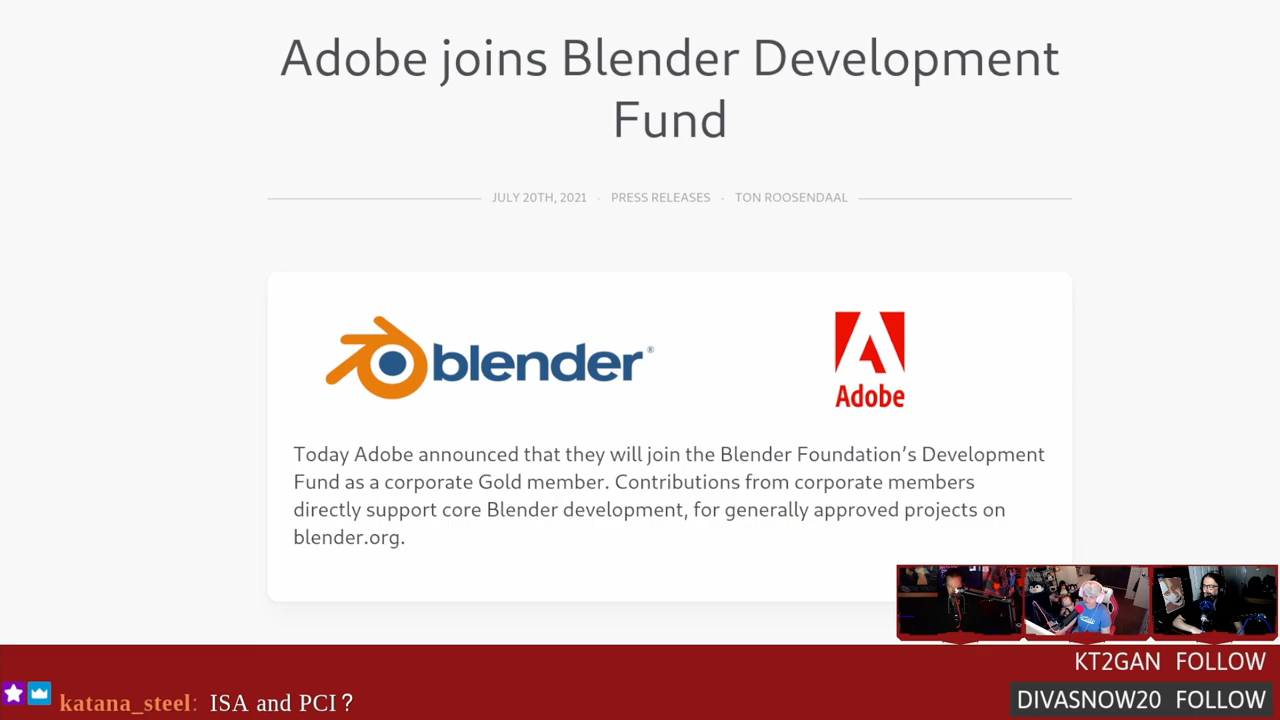 Adobe joins Blender Development
Fund
JULY 20TH, 2021 · PRESS RELEASES · TON ROOSENDAAL
blender®
Adobe
Today Adobe announced that they will join the Blender Foundation’s Development
Fund as a corporate Gold member. Contributions from corporate members
directly support core Blender development, for generally approved projects on
blender.org.
KT2GAN FOLLOW
katana_steel: ISA and PCI?
DIVASNOW20 FOLLOW